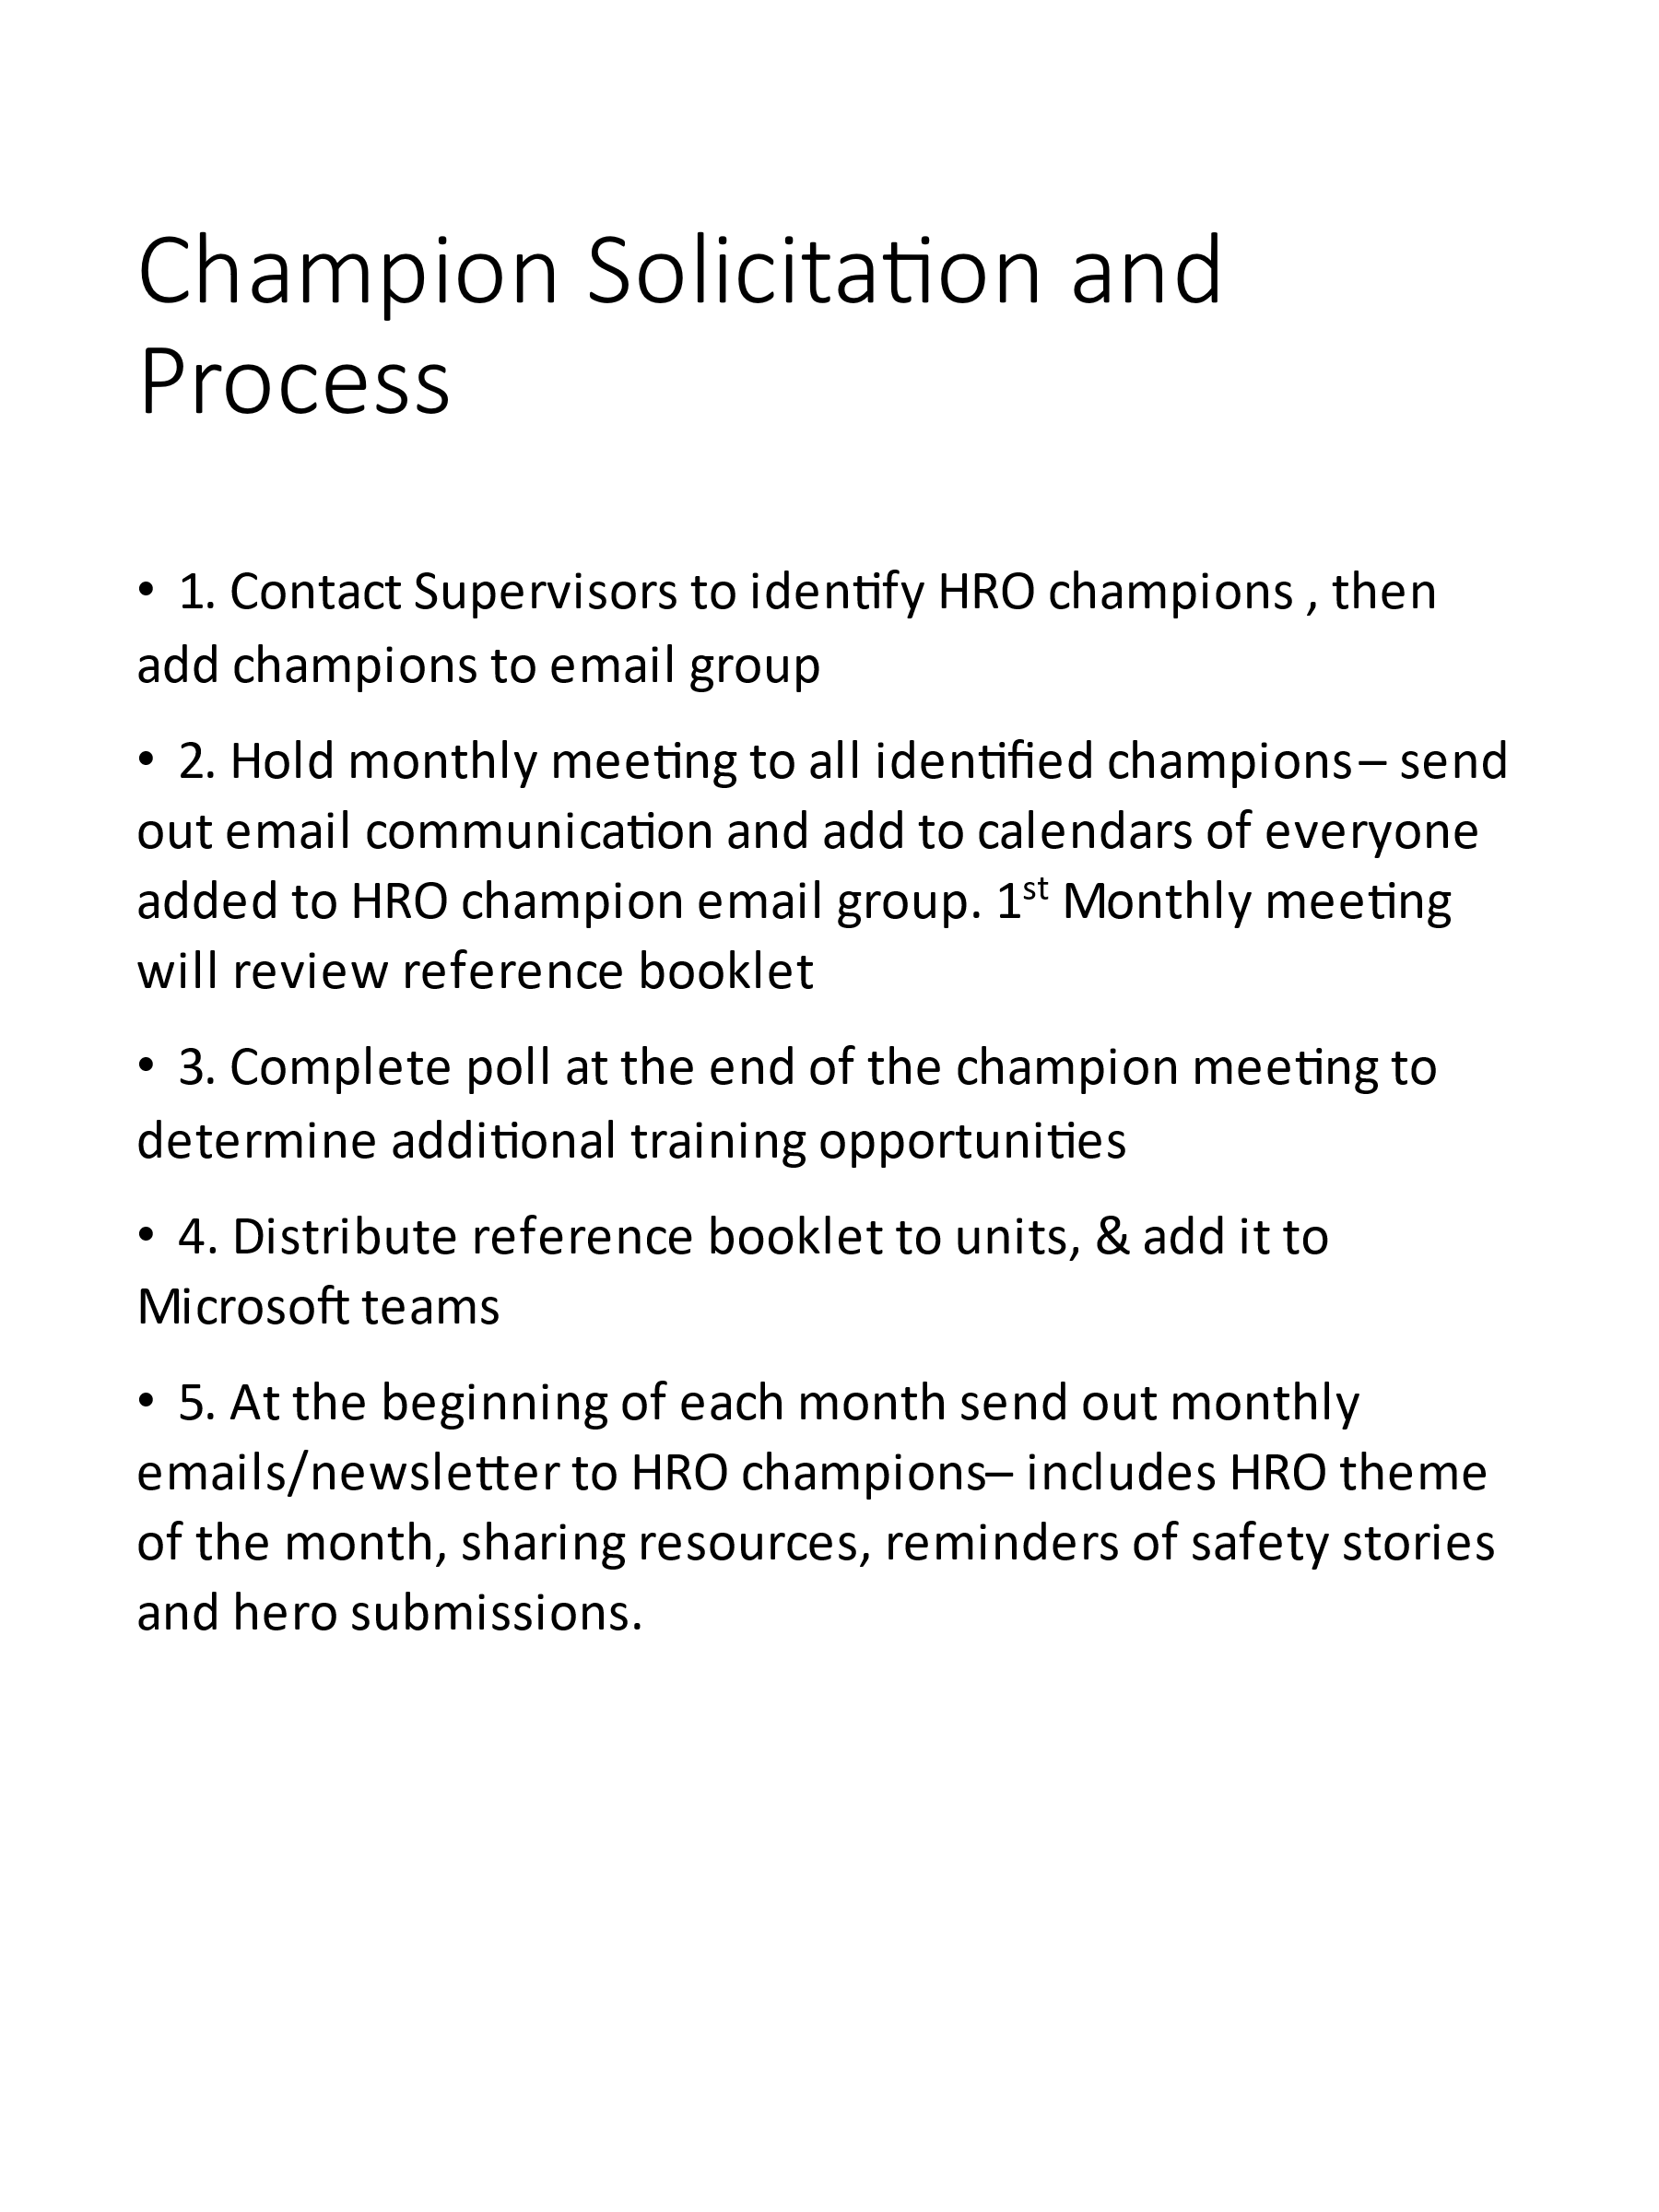 Champion Solicitation and
Process
• 1. Contact Supervisors to identify HRO champions , then
add champions to email group
• 2. Hold monthly meeting to all identified champions – send
out email communication and add to calendars of everyone
added to HRO champion email group. 1st Monthly meeting
will review reference booklet
• 3. Complete poll at the end of the champion meeting to
determine additional training opportunities
• 4. Distribute reference booklet to units, & add it to
Microsoft teams
• 5. At the beginning of each month send out monthly
emails/newsletter to HRO champions– includes HRO theme
of the month, sharing resources, reminders of safety stories
and hero submissions.